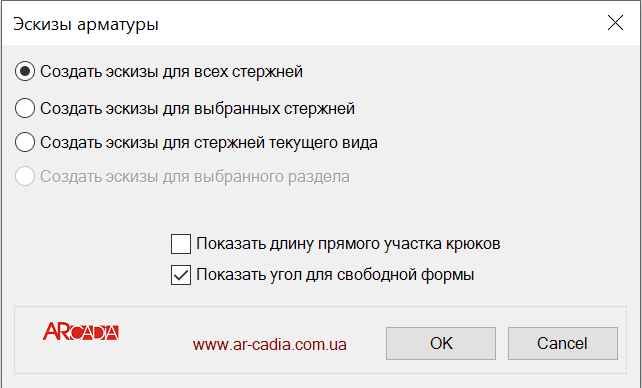 Эскизы арматуры
Создать эскизы для всех стержней
Создать эскизы для выбранных стержней
Создать эскизы для стержней текущего вида
Создать эскизы для выбранного раздела
Показать длину прямого участка крюков
Показать угол для свободной формы
ARCADIA
www.ar-cadia.com.ua
OK
Cancel